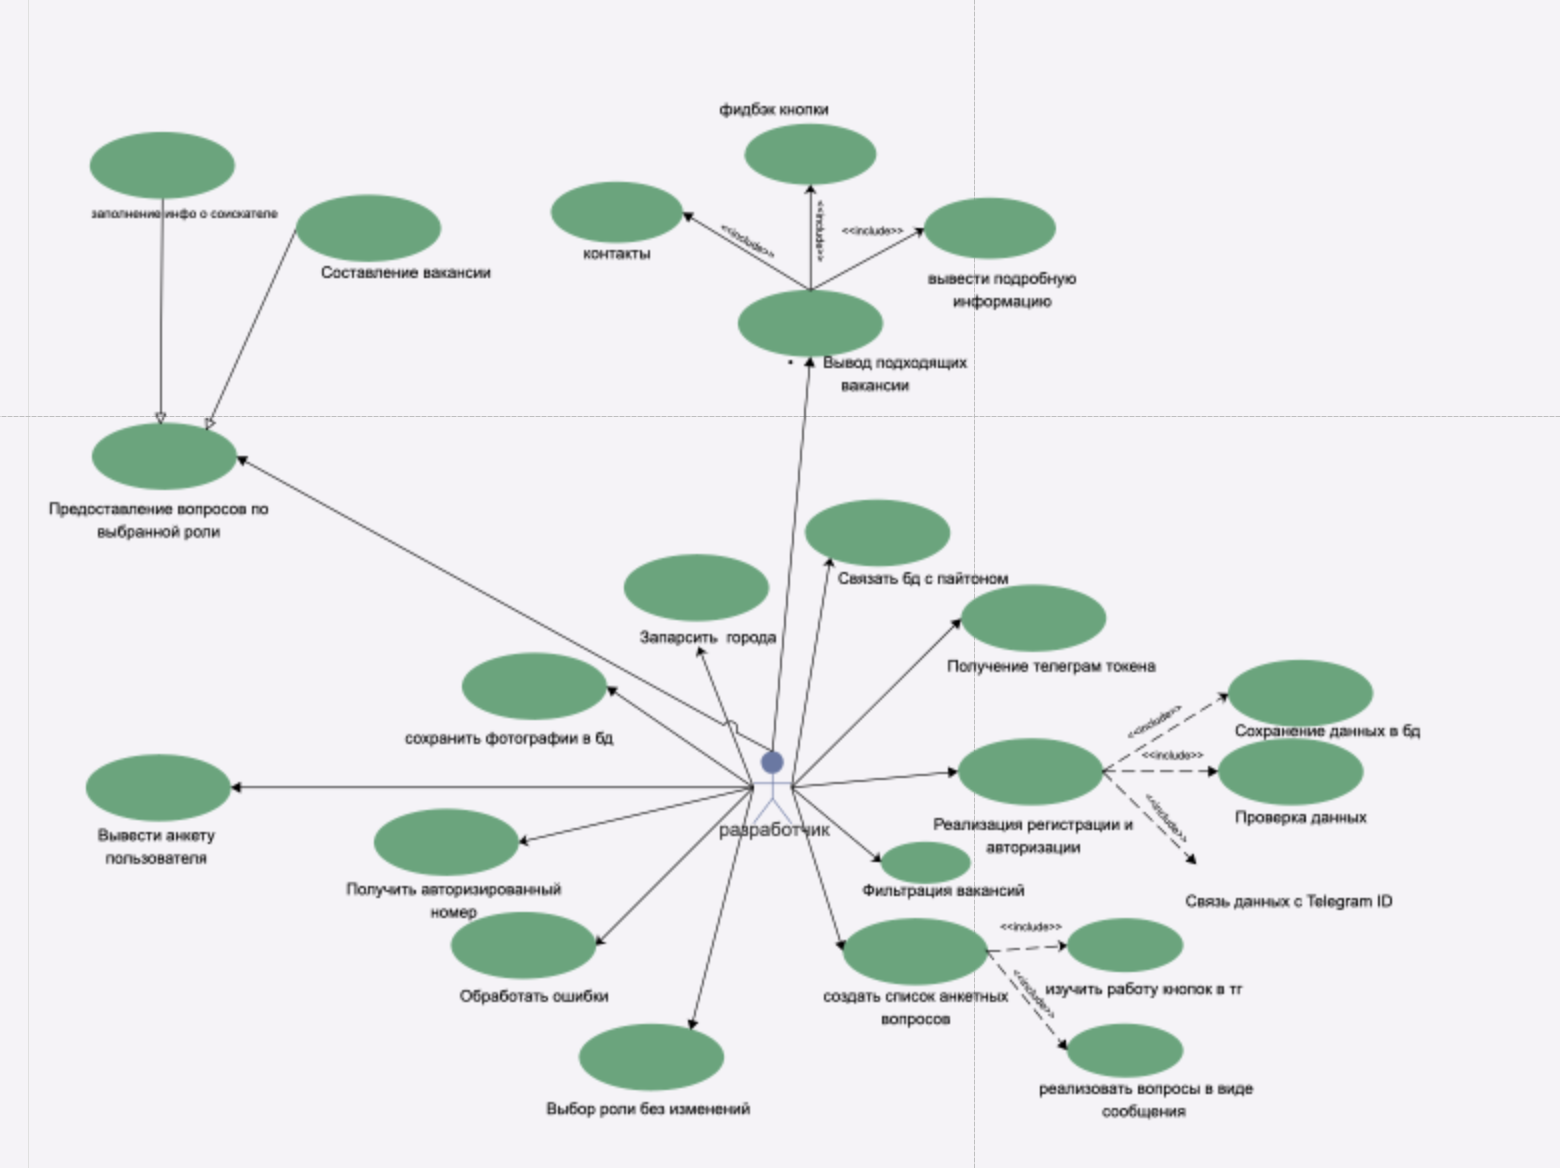 фидбэк кнопки
заполнение инфо о соискателе
Составление вакансии
контакты
<<include>>
<<include>>
<<include>>
вывести подробную
информацию
Вывод подходящих
вакансии
Предоставление вопросов по
выбранной роли
Связать бд с пайтоном
Запарсить города
Получение телеграм токена
сохранить фотографии в бд
<<include>>
Сохранение данных в бд
<<include>>
<<include>>
Проверка данных
Вывести анкету
пользователя
разработчик
Реализация регистрации и
авторизации
Получить авторизированный
номер
Фильтрация вакансий
Связь данных с Telegram ID
<<include>>
<<include>>
Обработать ошибки
создать список анкетных
вопросов
изучить работу кнопок в тг
реализовать вопросы в виде
сообщения
Выбор роли без изменений